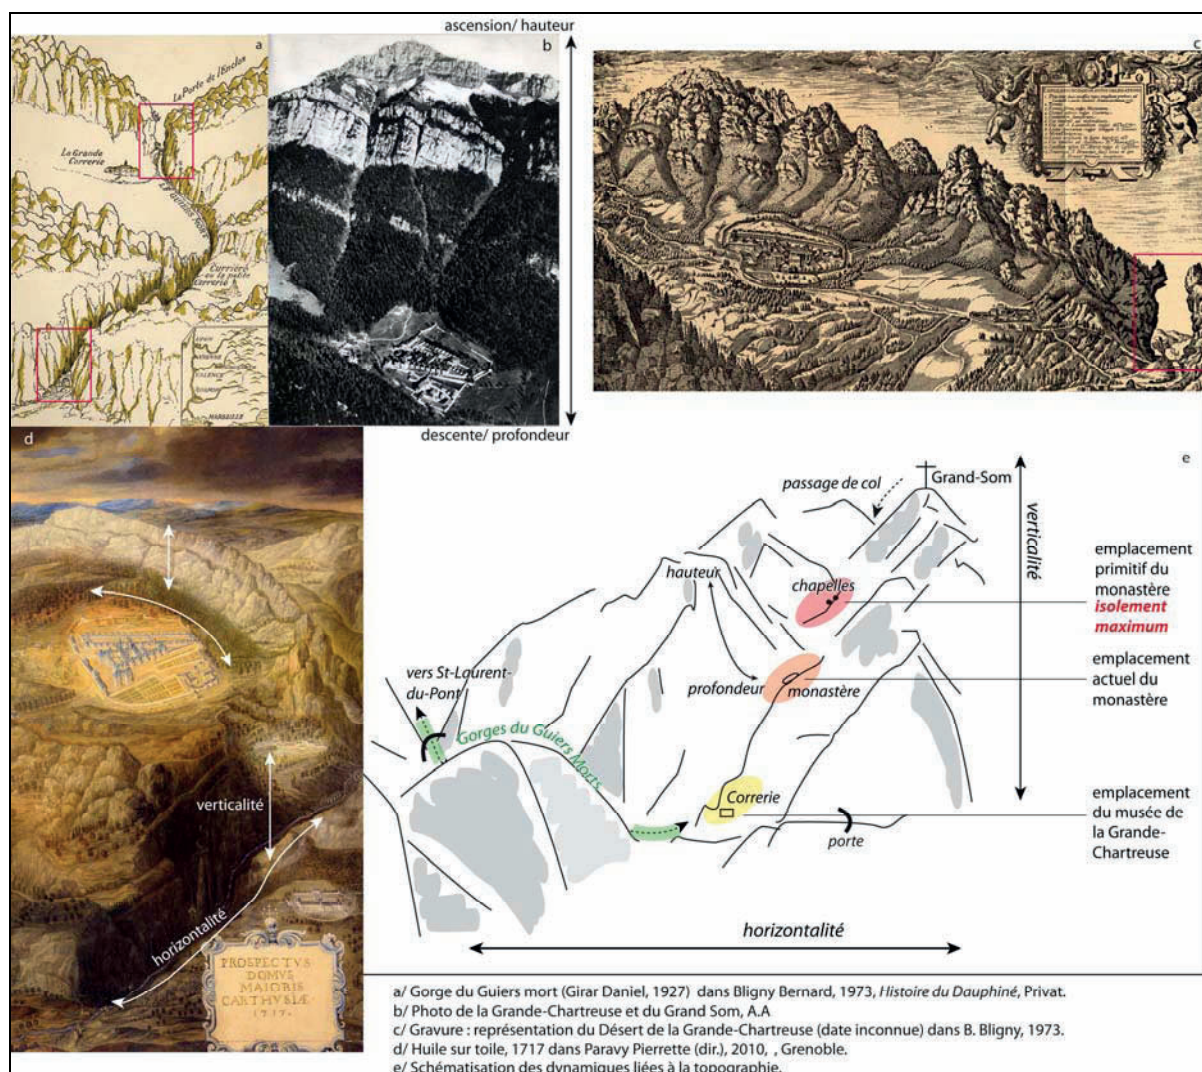 ascension/ hauteur
a
b
c
La Porte de l'Enclos
La Grande
Correrie
GUIERS MORT
Currière
ou la petite
Correrie
LYON
VALENCE
MARSEILLE
descente/ profondeur
d
e
passage de col
Grand-Som
verticalité
hauteur
chapelles
emplacement
primitif du
monastère
isolement
maximum
vers St-Laurent-
du-Pont
profondeur
monastère
emplacement
actuel du
monastère
Gorges du Guiers Morts
verticalité
Correrie
porte
emplacement
du musée de
la Grande-
Chartreuse
horizontalité
horizontalité
PROSPECTVS
DOMVS
MAIORIS
CARTHVSIÆ
1717.
a/ Gorge du Guiers mort (Girar Daniel, 1927) dans Bligny Bernard, 1973, Histoire du Dauphiné, Privat.
b/ Photo de la Grande-Chartreuse et du Grand Som, A.A
c/ Gravure : représentation du Désert de la Grande-Chartreuse (date inconnue) dans B. Bligny, 1973.
d/ Huile sur toile, 1717 dans Paravy Pierrette (dir.), 2010, , Grenoble.
e/ Schématisation des dynamiques liées à la topographie.